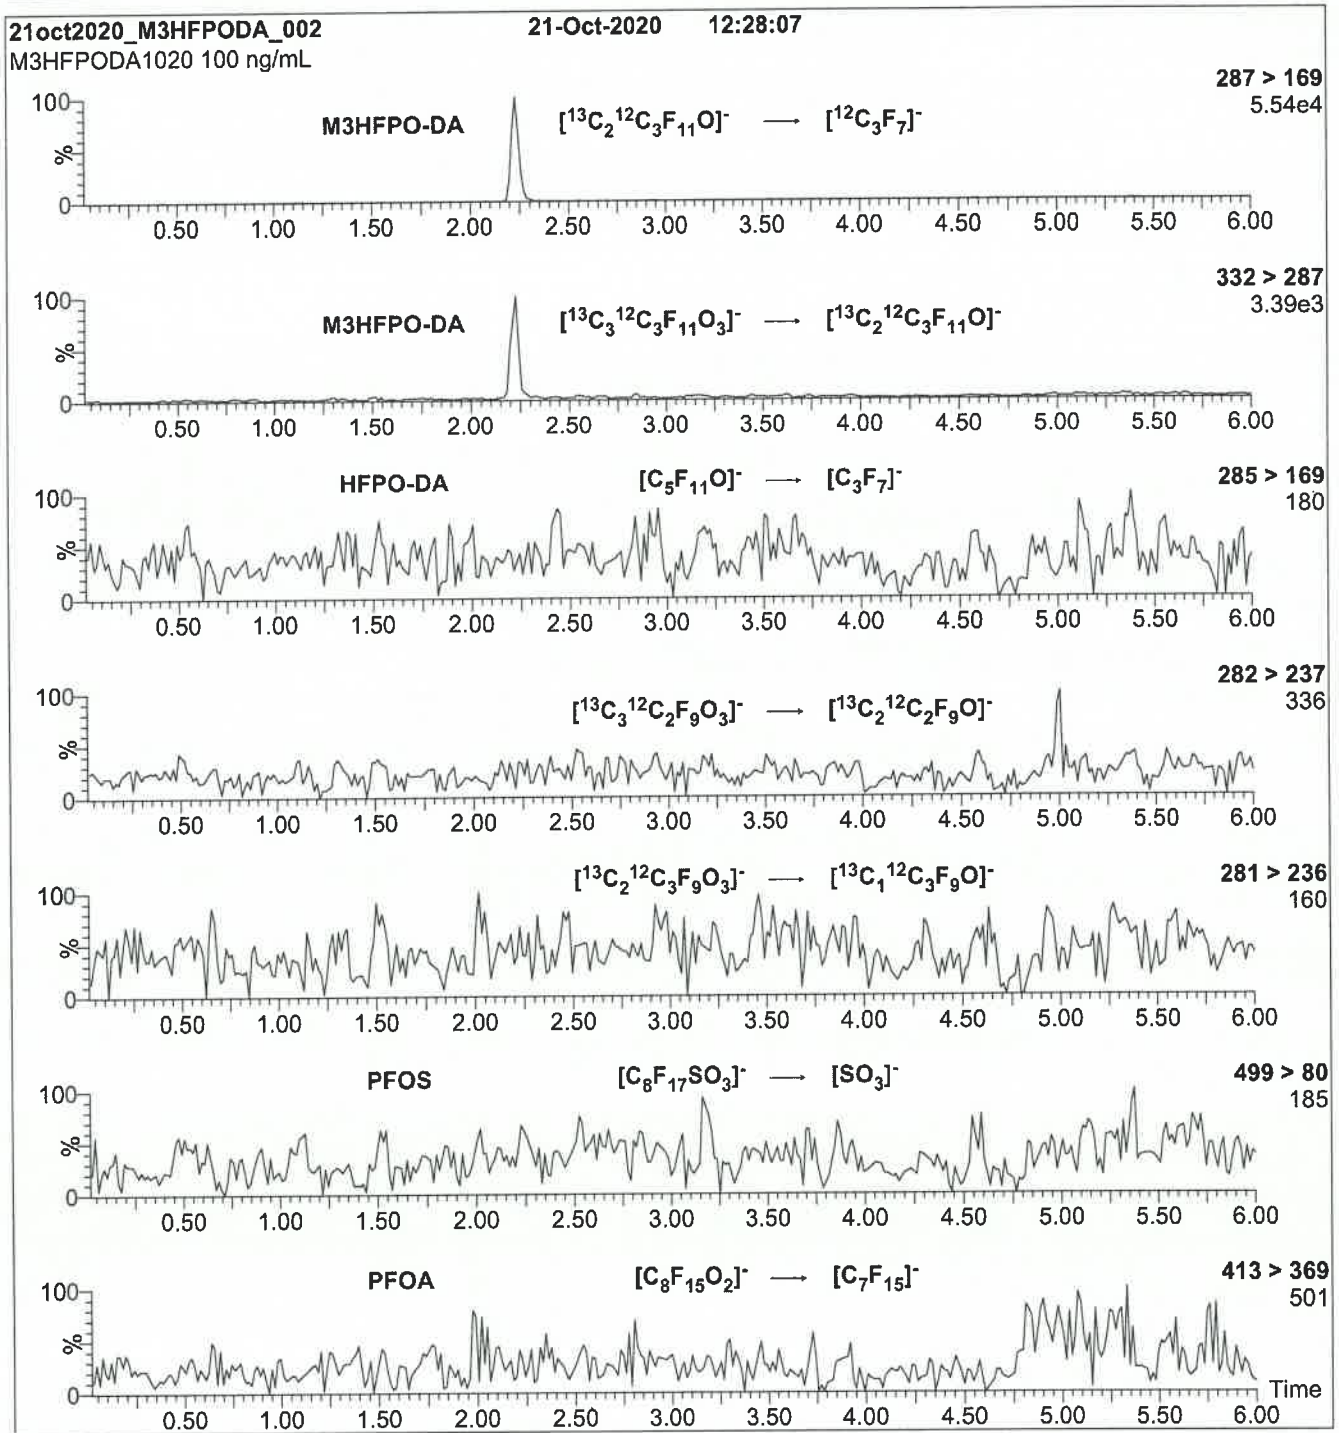 21oct2020_M3HFPODA_002 21-Oct-2020 12:28:07
M3HFPODA1020 100 ng/mL
287 > 169
5.54e4
M3HFPO-DA [¹³C₂¹²C₃F₁₁O]⁻ → [¹²C₃F₇]⁻
100
%
0
0.50 1.00 1.50 2.00 2.50 3.00 3.50 4.00 4.50 5.00 5.50 6.00
332 > 287
3.39e3
M3HFPO-DA [¹³C₃¹²C₃F₁₁O₃]⁻ → [¹³C₂¹²C₃F₁₁O]⁻
100
%
0
0.50 1.00 1.50 2.00 2.50 3.00 3.50 4.00 4.50 5.00 5.50 6.00
285 > 169
180
HFPO-DA [C₅F₁₁O]⁻ → [C₃F₇]⁻
100
%
0
0.50 1.00 1.50 2.00 2.50 3.00 3.50 4.00 4.50 5.00 5.50 6.00
282 > 237
336
[¹³C₃¹²C₂F₉O₃]⁻ → [¹³C₂¹²C₂F₉O]⁻
100
%
0
0.50 1.00 1.50 2.00 2.50 3.00 3.50 4.00 4.50 5.00 5.50 6.00
281 > 236
160
[¹³C₂¹²C₃F₉O₃]⁻ → [¹³C₁¹²C₃F₉O]⁻
100
%
0
0.50 1.00 1.50 2.00 2.50 3.00 3.50 4.00 4.50 5.00 5.50 6.00
499 > 80
185
PFOS [C₈F₁₇SO₃]⁻ → [SO₃]⁻
100
%
0
0.50 1.00 1.50 2.00 2.50 3.00 3.50 4.00 4.50 5.00 5.50 6.00
413 > 369
501
PFOA [C₈F₁₅O₂]⁻ → [C₇F₁₅]⁻
100
%
0
Time
0.50 1.00 1.50 2.00 2.50 3.00 3.50 4.00 4.50 5.00 5.50 6.00